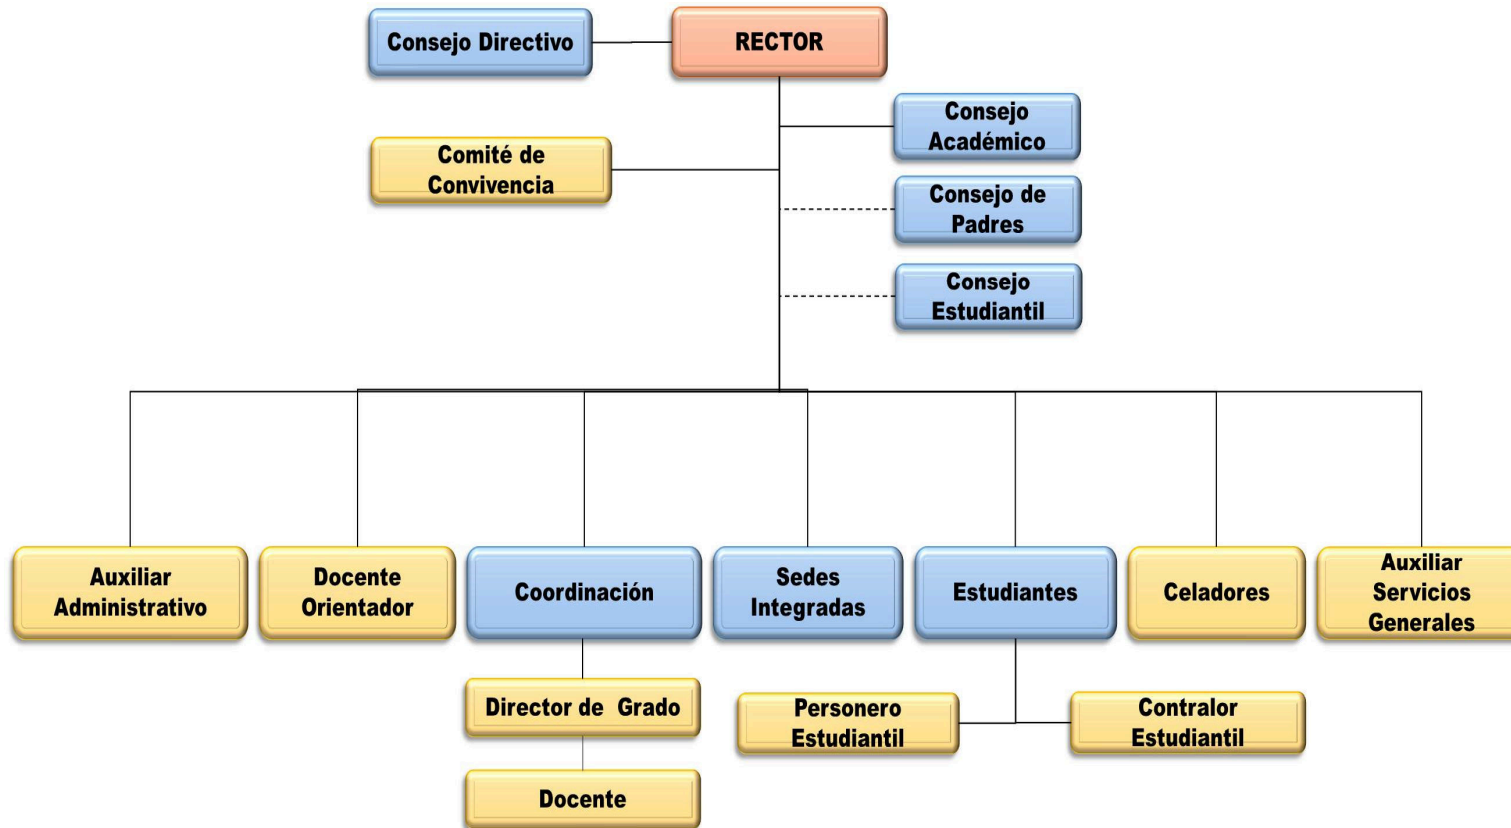 Consejo Directivo
RECTOR
Consejo
Académico
Comité de
Convivencia
Consejo de
Padres
Consejo
Estudiantil
Auxiliar
Administrativo
Docente
Orientador
Coordinación
Sedes
Integradas
Estudiantes
Celadores
Auxiliar
Servicios
Generales
Director de Grado
Personero
Estudiantil
Contralor
Estudiantil
Docente